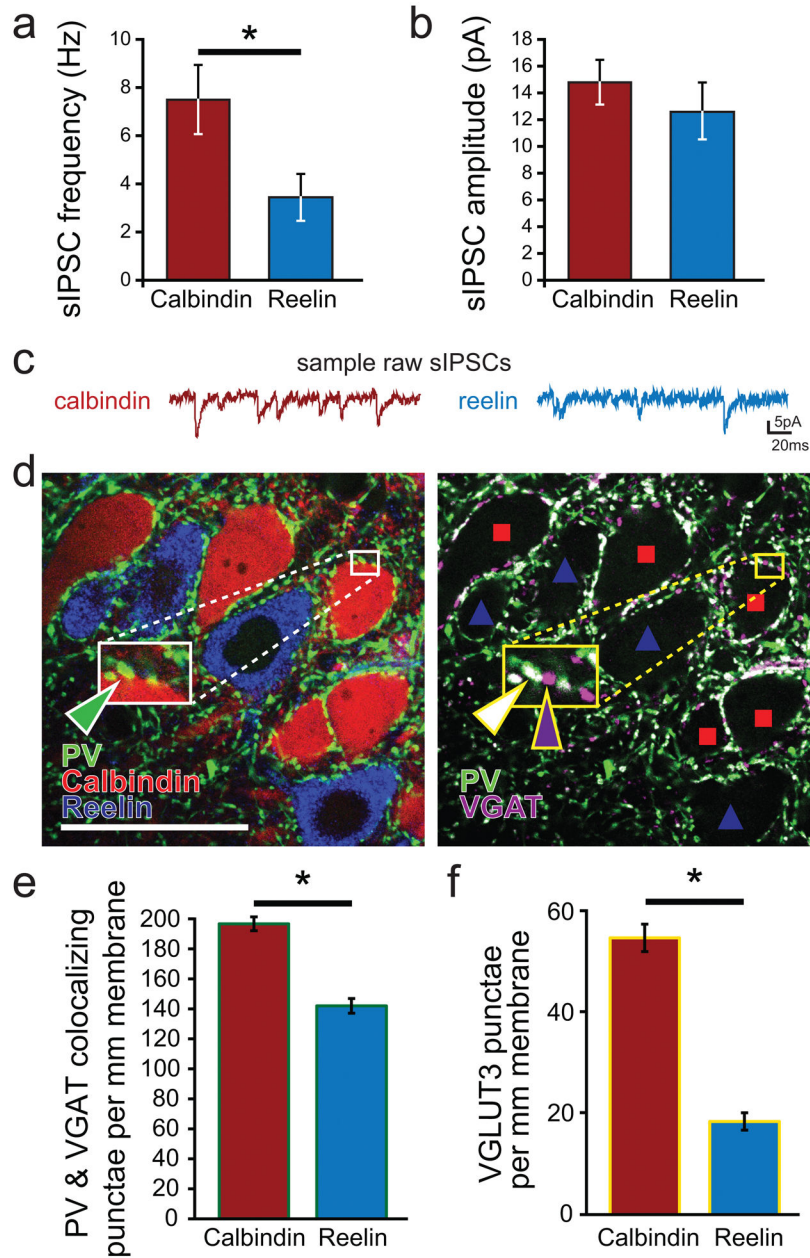 a
sIPSC frequency (Hz)
10
8
6
4
2
0
*
Calbindin
Reelin
b
sIPSC amplitude (pA)
18
16
14
12
10
8
6
4
2
0
Calbindin
Reelin
c
sample raw sIPSCs
calbindin
reelin
5pA
20ms
d
PV
Calbindin
Reelin
PV
VGAT
e
PV & VGAT colocalizing
punctae per mm membrane
200
180
160
140
120
100
80
60
40
20
0
*
Calbindin
Reelin
f
VGLUT3 punctae
per mm membrane
60
40
20
0
*
Calbindin
Reelin